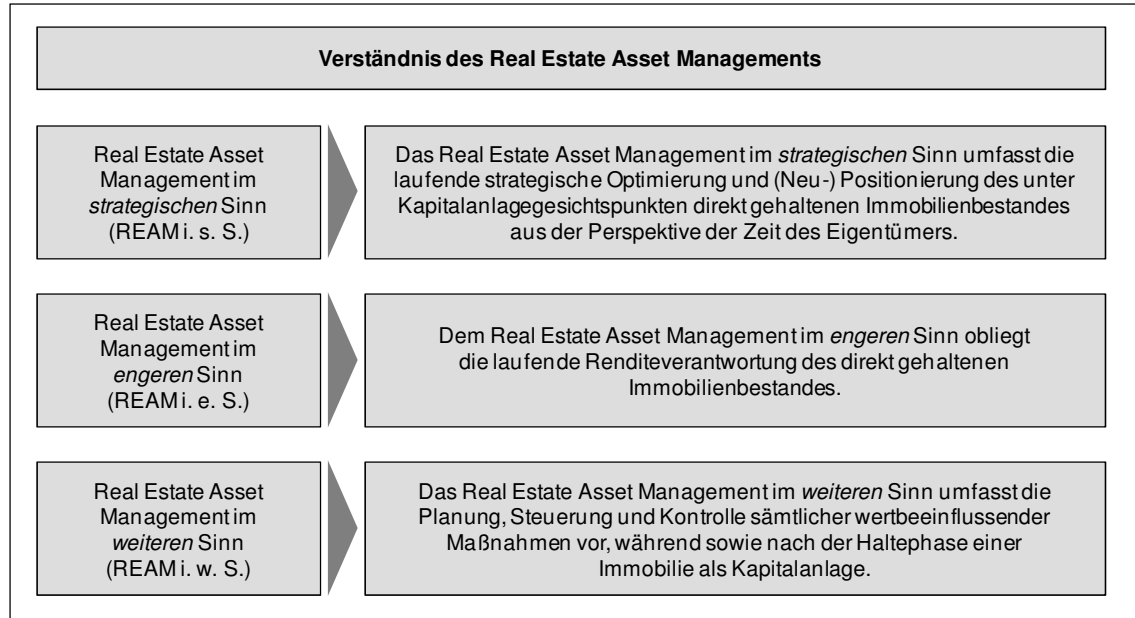 Verständnis des Real Estate Asset Managements
Real Estate Asset
Management im
strategischen Sinn
(REAM i. s. S.)
Das Real Estate Asset Management im strategischen Sinn umfasst die
laufende strategische Optimierung und (Neu-) Positionierung des unter
Kapitalanlagegesichtspunkten direkt gehaltenen Immobilienbestandes
aus der Perspektive der Zeit des Eigentümers.
Real Estate Asset
Management im
engeren Sinn
(REAM i. e. S.)
Dem Real Estate Asset Management im engeren Sinn obliegt
die laufende Renditeverantwortung des direkt gehaltenen
Immobilienbestandes.
Real Estate Asset
Management im
weiteren Sinn
(REAM i. w. S.)
Das Real Estate Asset Management im weiteren Sinn umfasst die
Planung, Steuerung und Kontrolle sämtlicher wertbeeinflussender
Maßnahmen vor, während sowie nach der Haltephase einer
Immobilie als Kapitalanlage.